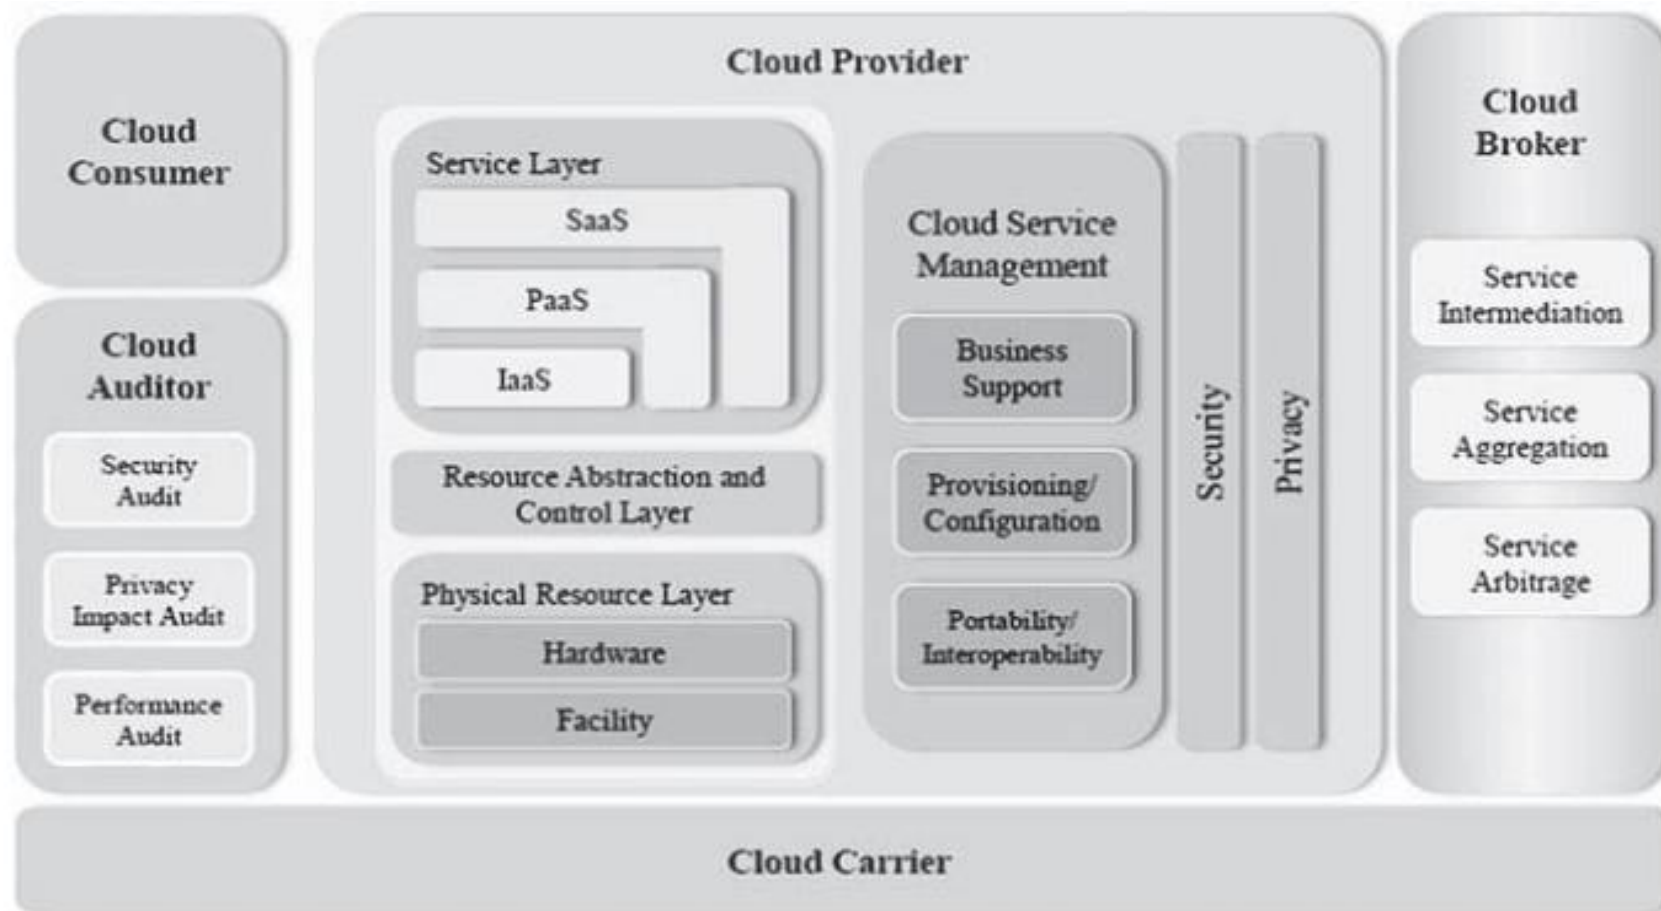 Cloud
Consumer
Cloud
Auditor
Security
Audit
Privacy
Impact Audit
Performance
Audit
Cloud Provider
Service Layer
SaaS
PaaS
IaaS
Resource Abstraction and
Control Layer
Physical Resource Layer
Hardware
Facility
Cloud Service
Management
Business
Support
Provisioning/
Configuration
Portability/
Interoperability
Security
Privacy
Cloud
Broker
Service
Intermediation
Service
Aggregation
Service
Arbitrage
Cloud Carrier